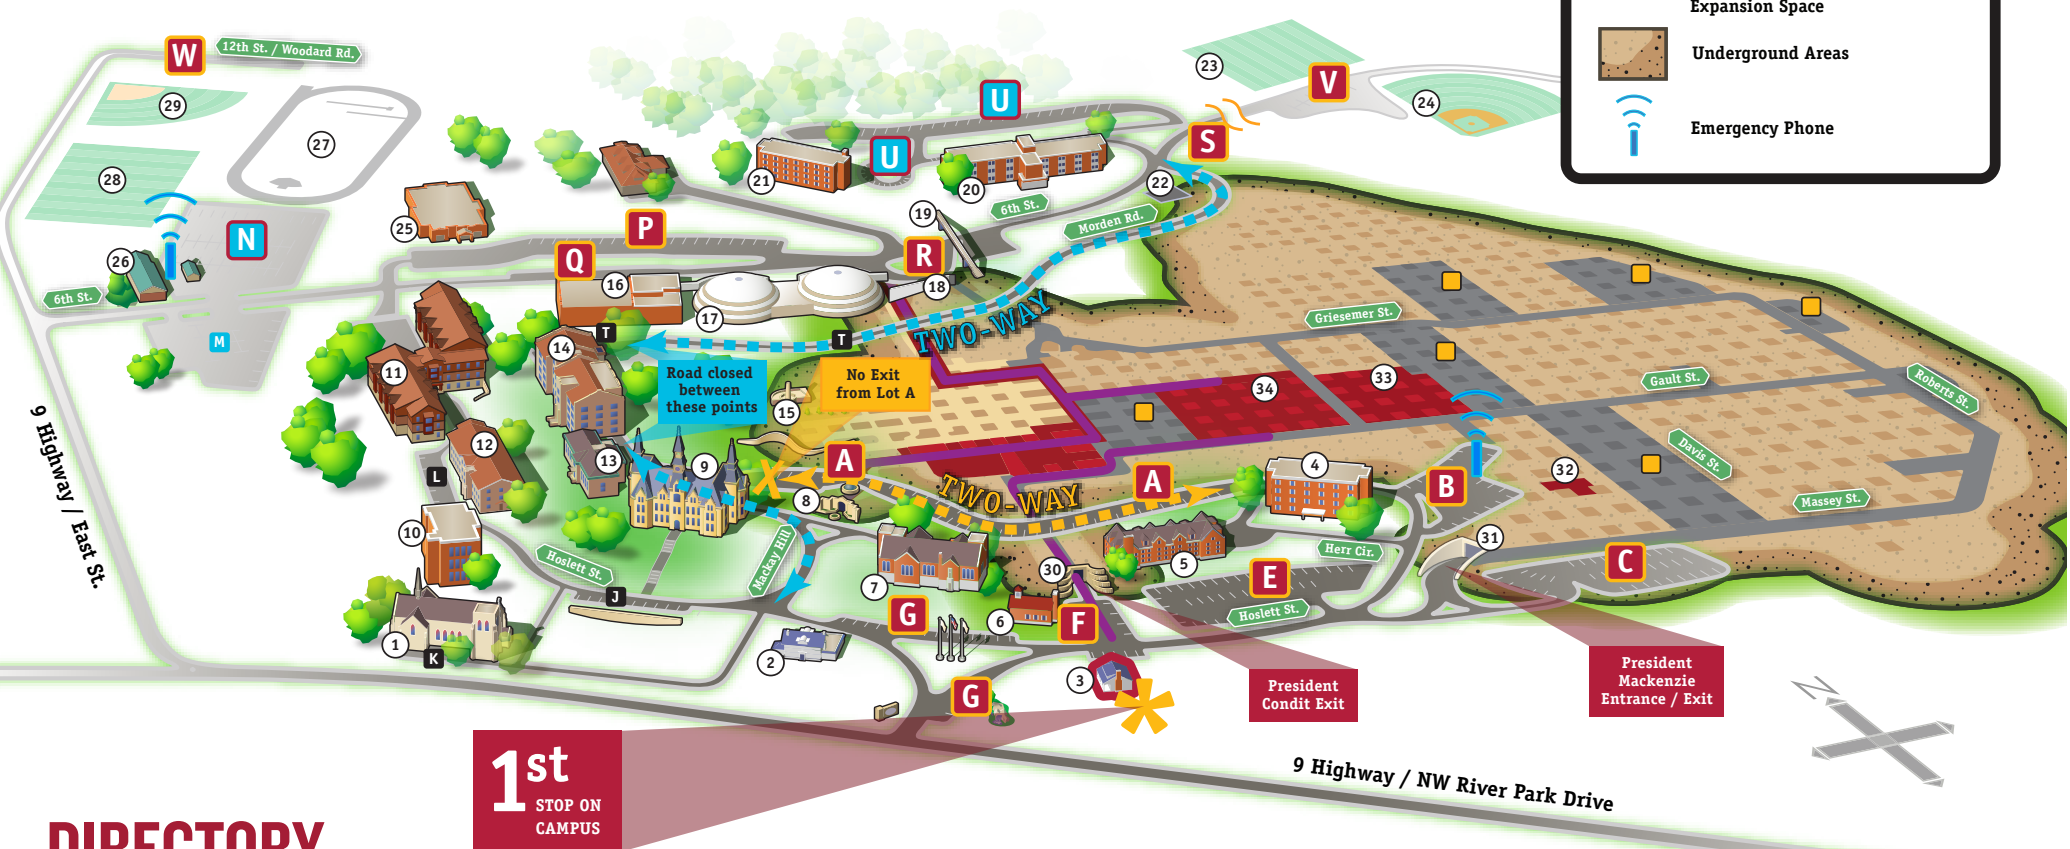 Expansion Space
Underground Areas
Emergency Phone
W
12th St. / Woodard Rd.
29
27
28
N
26
6th St.
M
25
P
Q
16
17
U
U
21
20
19
6th St.
R
18
22
S
23
V
24
Morden Rd.
TWO-WAY
T
T
14
11
12
13
L
10
Road closed
between
these points
No Exit
from Lot A
15
9
X
8
A
TWO-WAY
A
4
B
Griesemer St.
34
33
Gault St.
Roberts St.
Davis St.
32
Massey St.
31
C
Herr Cir.
5
E
Hoslett St.
30
F
7
6
G
Mackay Hill
Hoslett St.
J
1
K
2
3
G
President
Condit Exit
President
Mackenzie
Entrance / Exit
N
9 Highway / East St.
9 Highway / NW River Park Drive
1st
STOP ON
CAMPUS
DIRECTORY